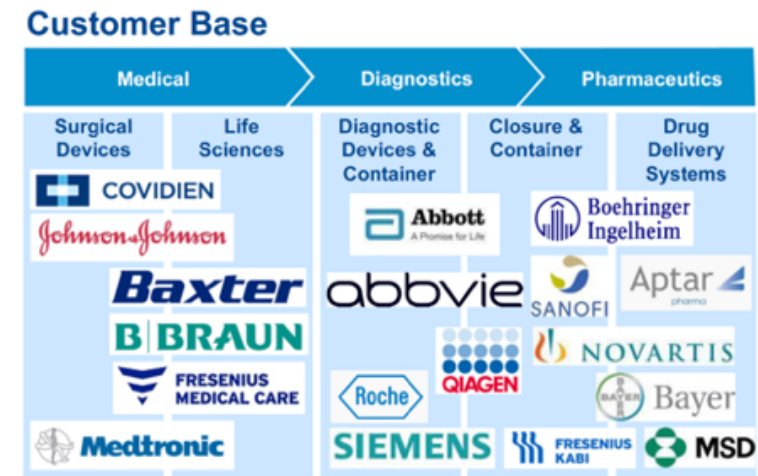 Customer Base
Medical
Diagnostics
Pharmaceutics
Surgical
Devices
Life
Sciences
Diagnostic
Devices &
Container
Closure &
Container
Drug
Delivery
Systems
COVIDIEN
Johnson & Johnson
Baxter
B|BRAUN
FRESENIUS
MEDICAL CARE
Medtronic
Abbott
A Promise for Life
abbvie
QIAGEN
Roche
SIEMENS
Boehringer
Ingelheim
SANOFI
Aptar
pharma
NOVARTIS
BAYER
BAYER
Bayer
FRESENIUS
KABI
MSD